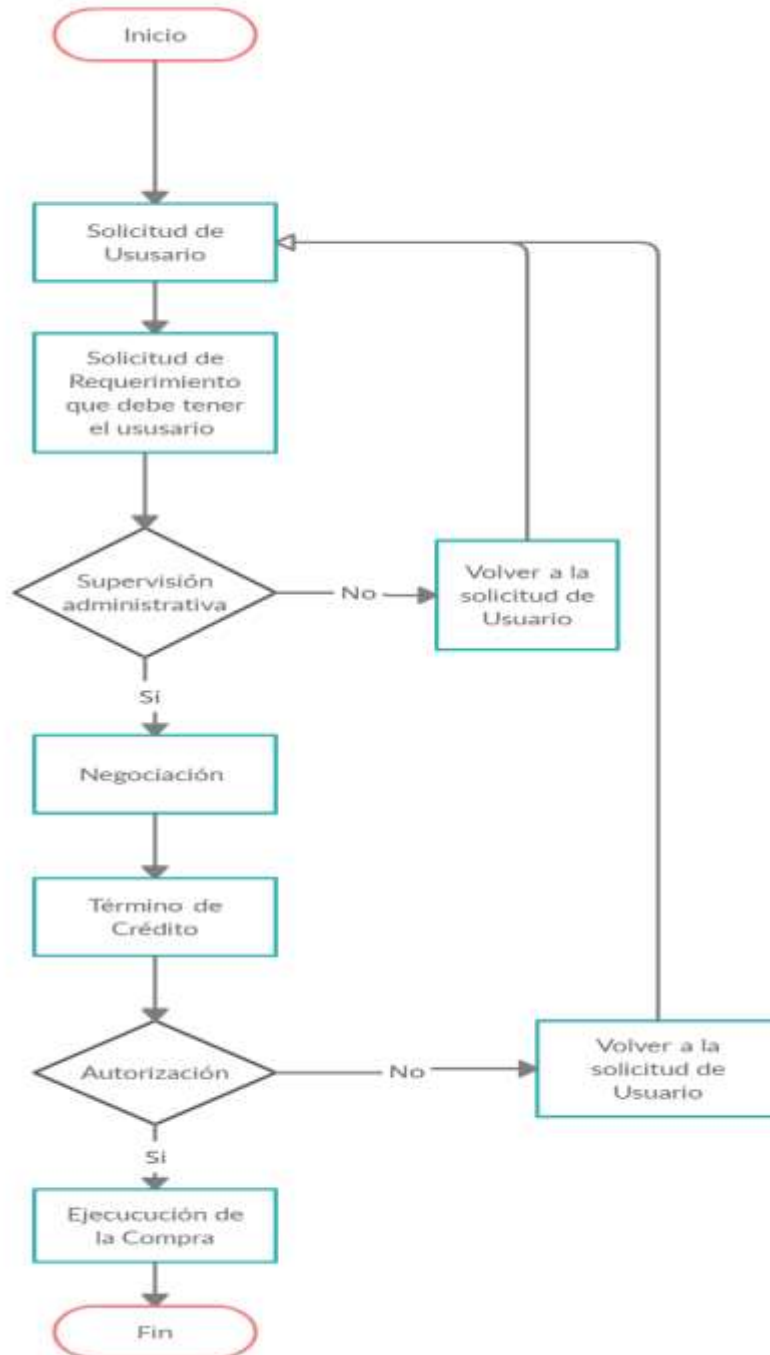 Inicio
Solicitud de
Ususario
Solicitud de
Requerimiento
que debe tener
el ususario
Supervisión
administrativa
No
Volver a la
solicitud de
Usuario
Sí
Negociación
Término de
Crédito
Autorización
No
Volver a la
solicitud de
Usuario
Si
Ejecucución de
la Compra
Fin